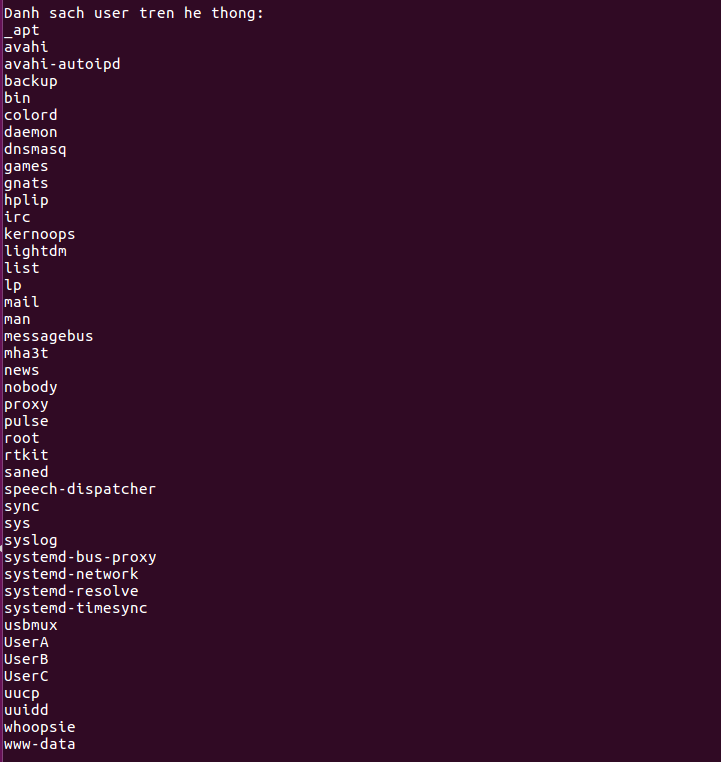 Danh sach user tren he thong:
_apt
avahi
avahi-autoipd
backup
bin
colord
daemon
dnsmasq
games
gnats
hplip
irc
kernoops
lightdm
list
lp
mail
man
messagebus
mha3t
news
nobody
proxy
pulse
root
rtkit
saned
speech-dispatcher
sync
sys
syslog
systemd-bus-proxy
systemd-network
systemd-resolve
systemd-timesync
usbmux
UserA
UserB
UserC
uucp
uuidd
whoopsie
www-data